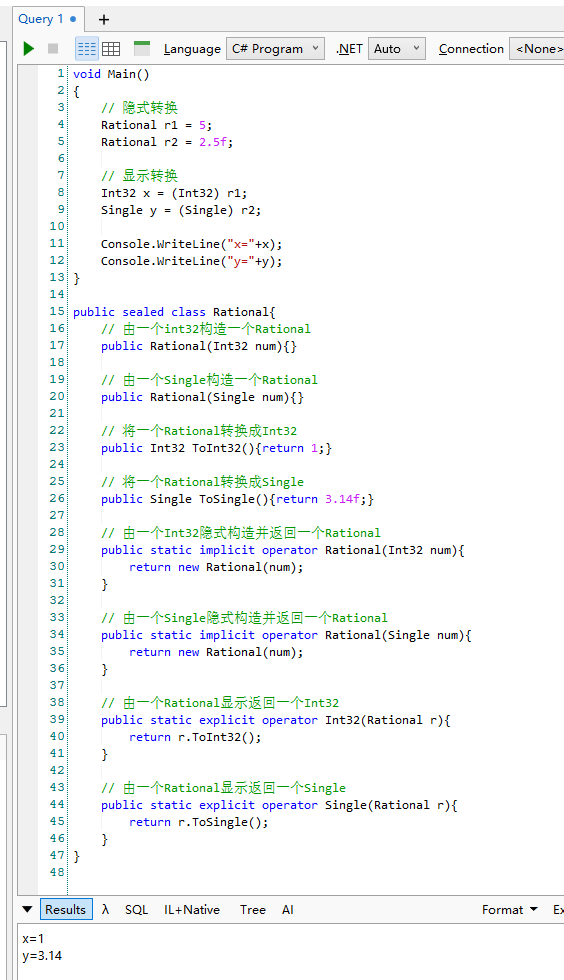 Query 1 ● +
Language C# Program .NET Auto Connection <None>
1 void Main()
2 {
3 // 隐式转换
4 Rational r1 = 5;
5 Rational r2 = 2.5f;
6
7 // 显示转换
8 Int32 x = (Int32) r1;
9 Single y = (Single) r2;
10
11 Console.WriteLine("x="+x);
12 Console.WriteLine("y="+y);
13 }
14
15 public sealed class Rational{
16 // 由一个int32构造一个Rational
17 public Rational(Int32 num){}
18
19 // 由一个Single构造一个Rational
20 public Rational(Single num){}
21
22 // 将一个Rational转换成Int32
23 public Int32 ToInt32(){return 1;}
24
25 // 将一个Rational转换成Single
26 public Single ToSingle(){return 3.14f;}
27
28 // 由一个Int32隐式构造并返回一个Rational
29 public static implicit operator Rational(Int32 num){
30 return new Rational(num);
31 }
32
33 // 由一个Single隐式构造并返回一个Rational
34 public static implicit operator Rational(Single num){
35 return new Rational(num);
36 }
37
38 // 由一个Rational显示返回一个Int32
39 public static explicit operator Int32(Rational r){
40 return r.ToInt32();
41 }
42
43 // 由一个Rational显示返回一个Single
44 public static explicit operator Single(Rational r){
45 return r.ToSingle();
46 }
47 }
48
Results λ SQL IL+Native Tree AI Format Ex
x=1
y=3.14